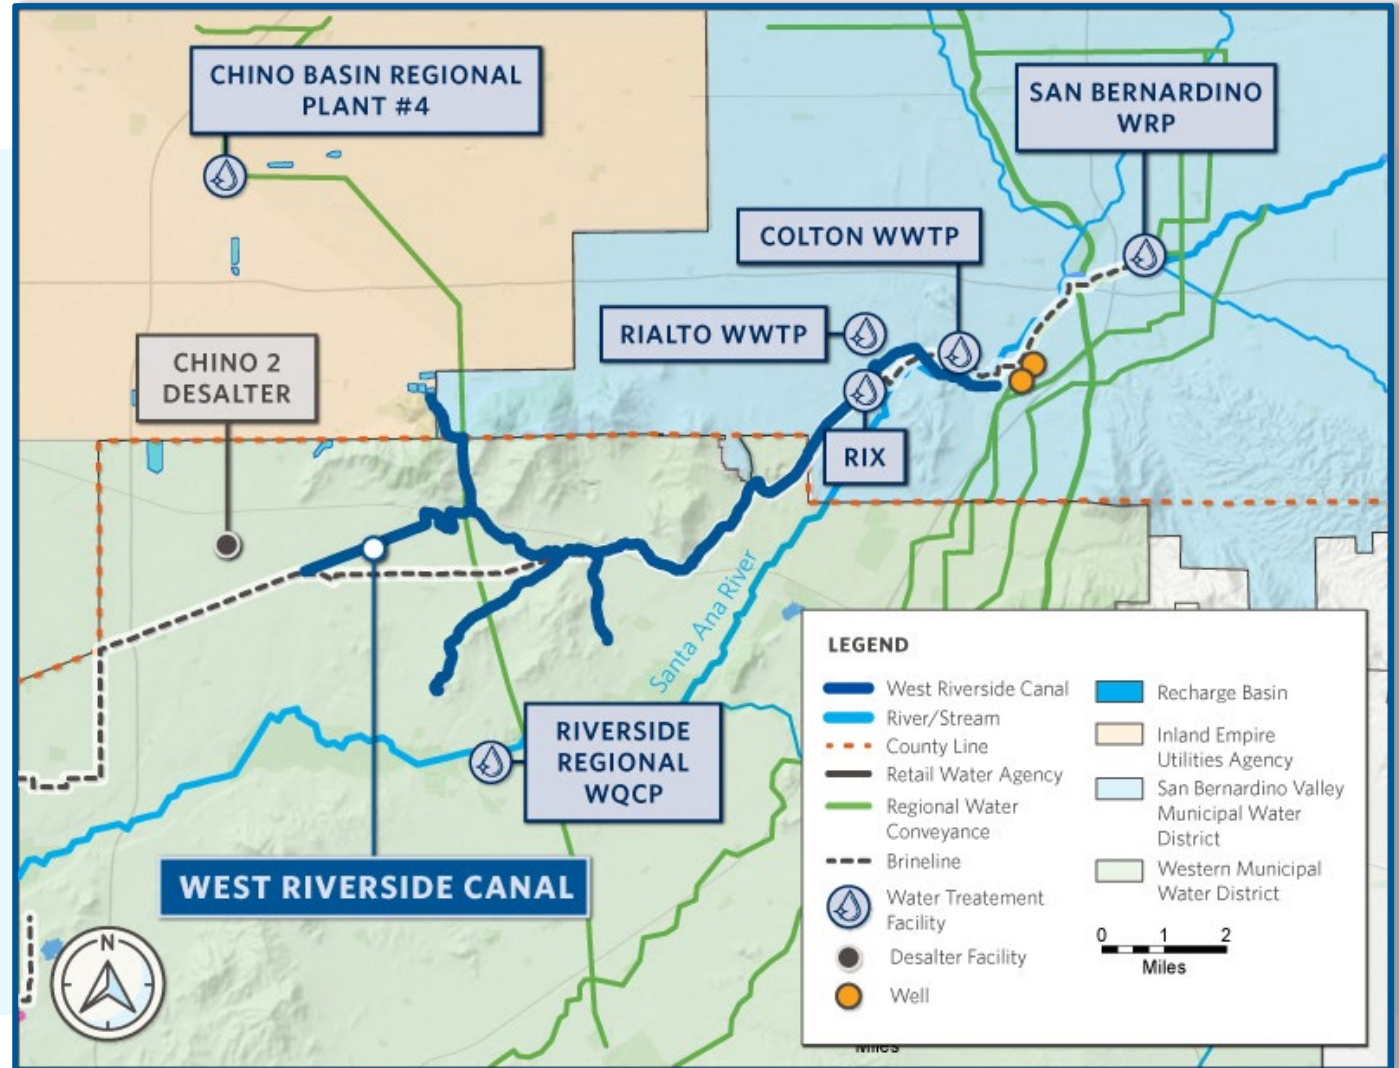 CHINO BASIN REGIONAL
PLANT #4
SAN BERNARDINO
WRP
COLTON WWTP
RIALTO WWTP
CHINO 2
DESALTER
RIX
Santa Ana River
RIVERSIDE
REGIONAL
WQCP
WEST RIVERSIDE CANAL
N
LEGEND
West Riverside Canal
River/Stream
County Line
Retail Water Agency
Regional Water
Conveyance
Brineline
Water Treatement
Facility
Desalter Facility
Well
Recharge Basin
Inland Empire
Utilities Agency
San Bernardino Valley
Municipal Water
District
Western Municipal
Water District
0 1 2
Miles
Miles